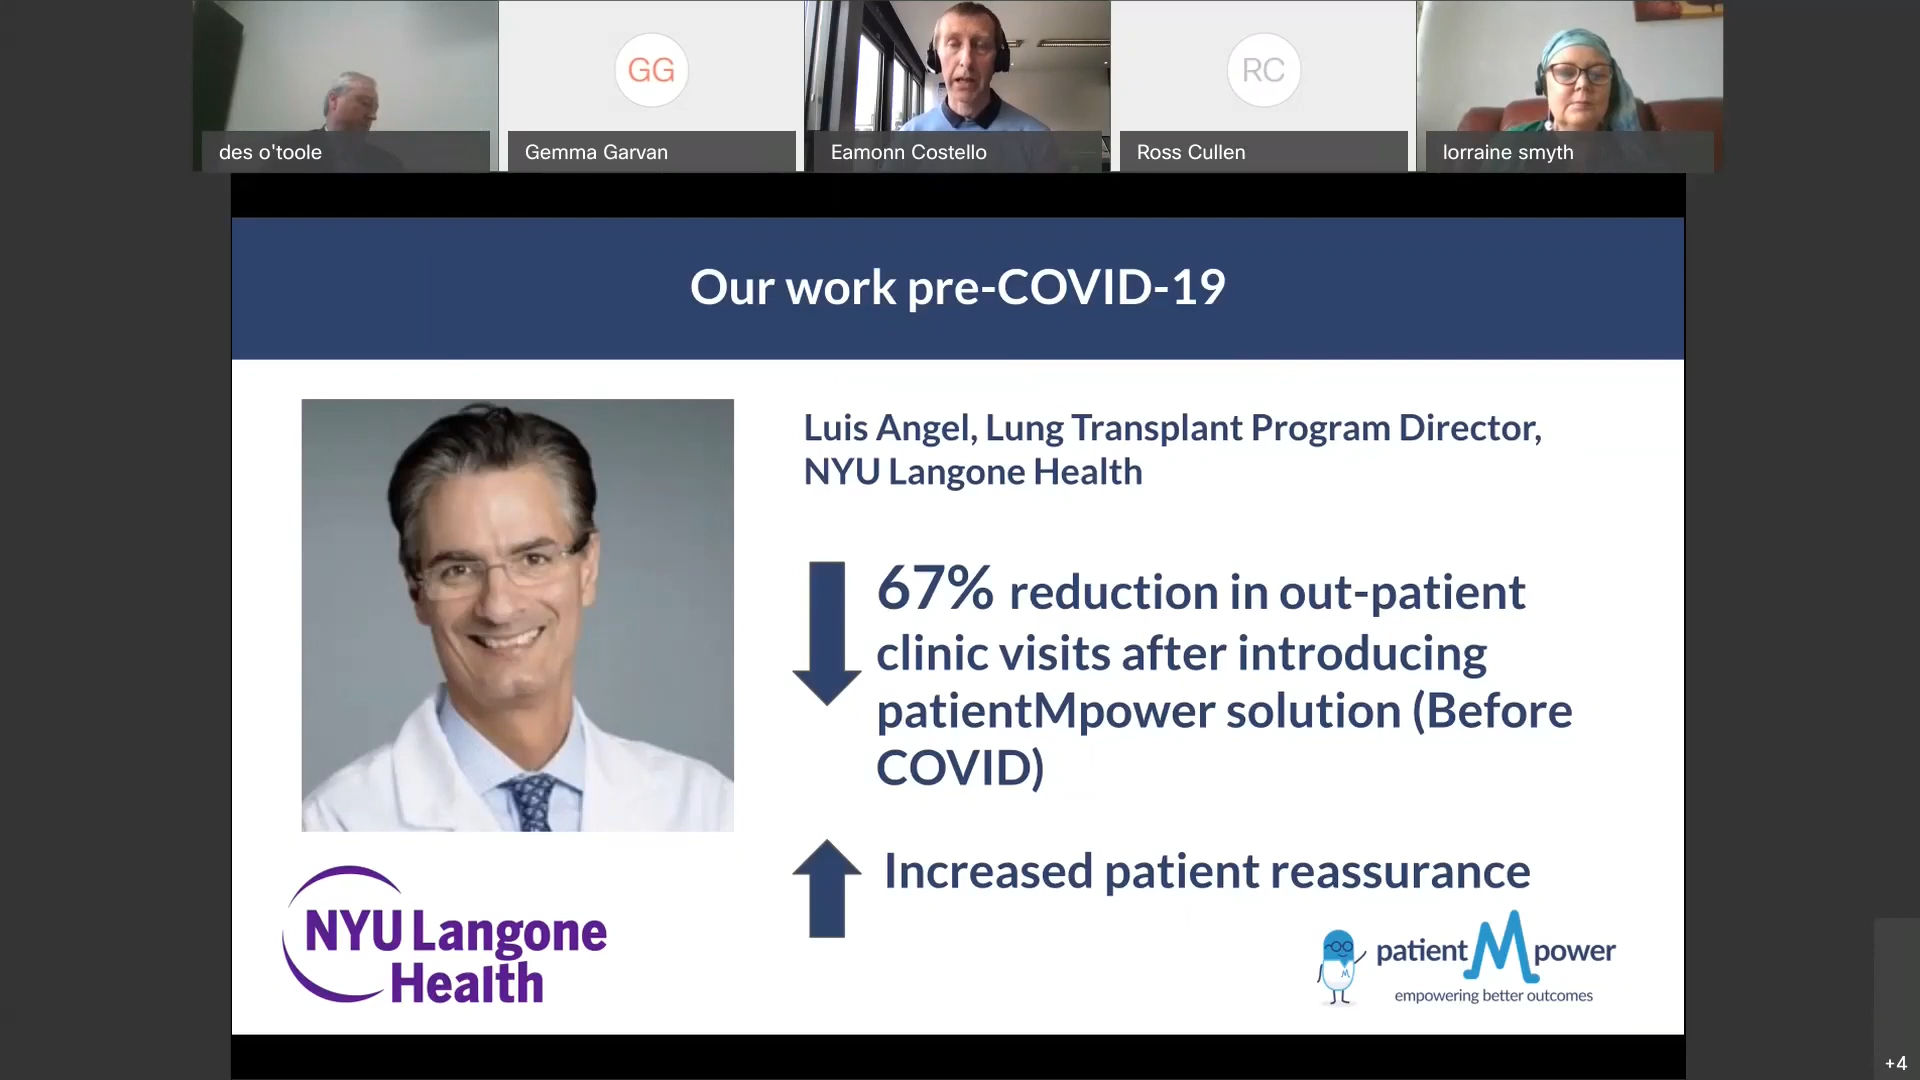 des o'toole
GG
Gemma Garvan
Eamonn Costello
RC
Ross Cullen
lorraine smyth
Our work pre-COVID-19
Luis Angel, Lung Transplant Program Director,
NYU Langone Health
67% reduction in out-patient
clinic visits after introducing
patientMpower solution (Before
COVID)
Increased patient reassurance
NYU Langone
Health
M
patientMpower
empowering better outcomes
+4